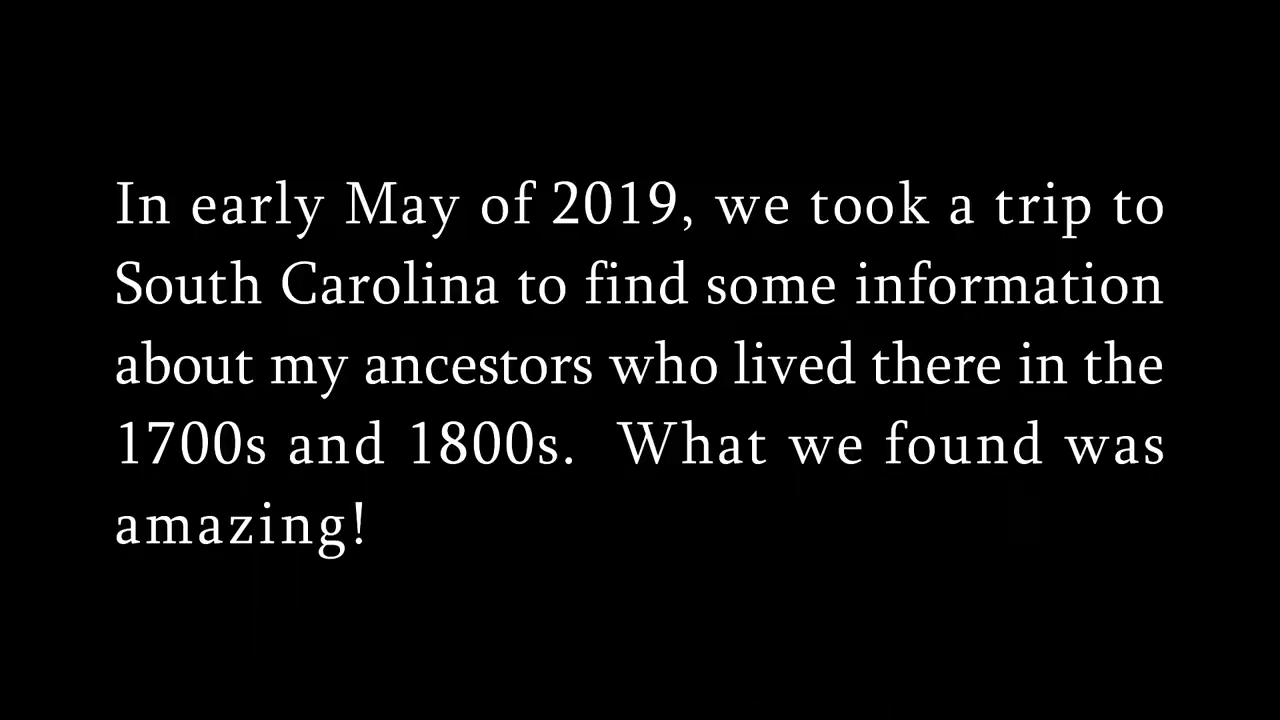 In early May of 2019, we took a trip to
South Carolina to find some information
about my ancestors who lived there in the
1700s and 1800s.  What we found was
amazing!